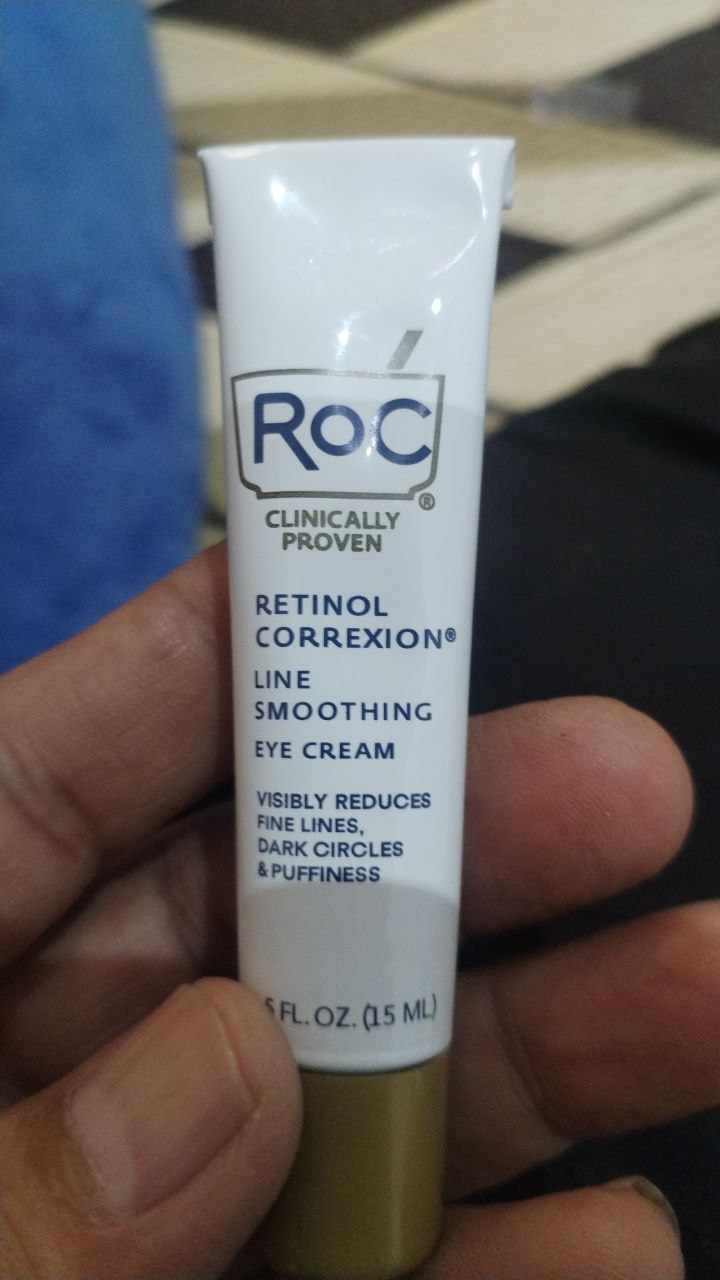 RoC®
CLINICALLY
PROVEN
RETINOL
CORREXION®
LINE
SMOOTHING
EYE CREAM
VISIBLY REDUCES
FINE LINES,
DARK CIRCLES
& PUFFINESS
5 FL. OZ. (15 ML)